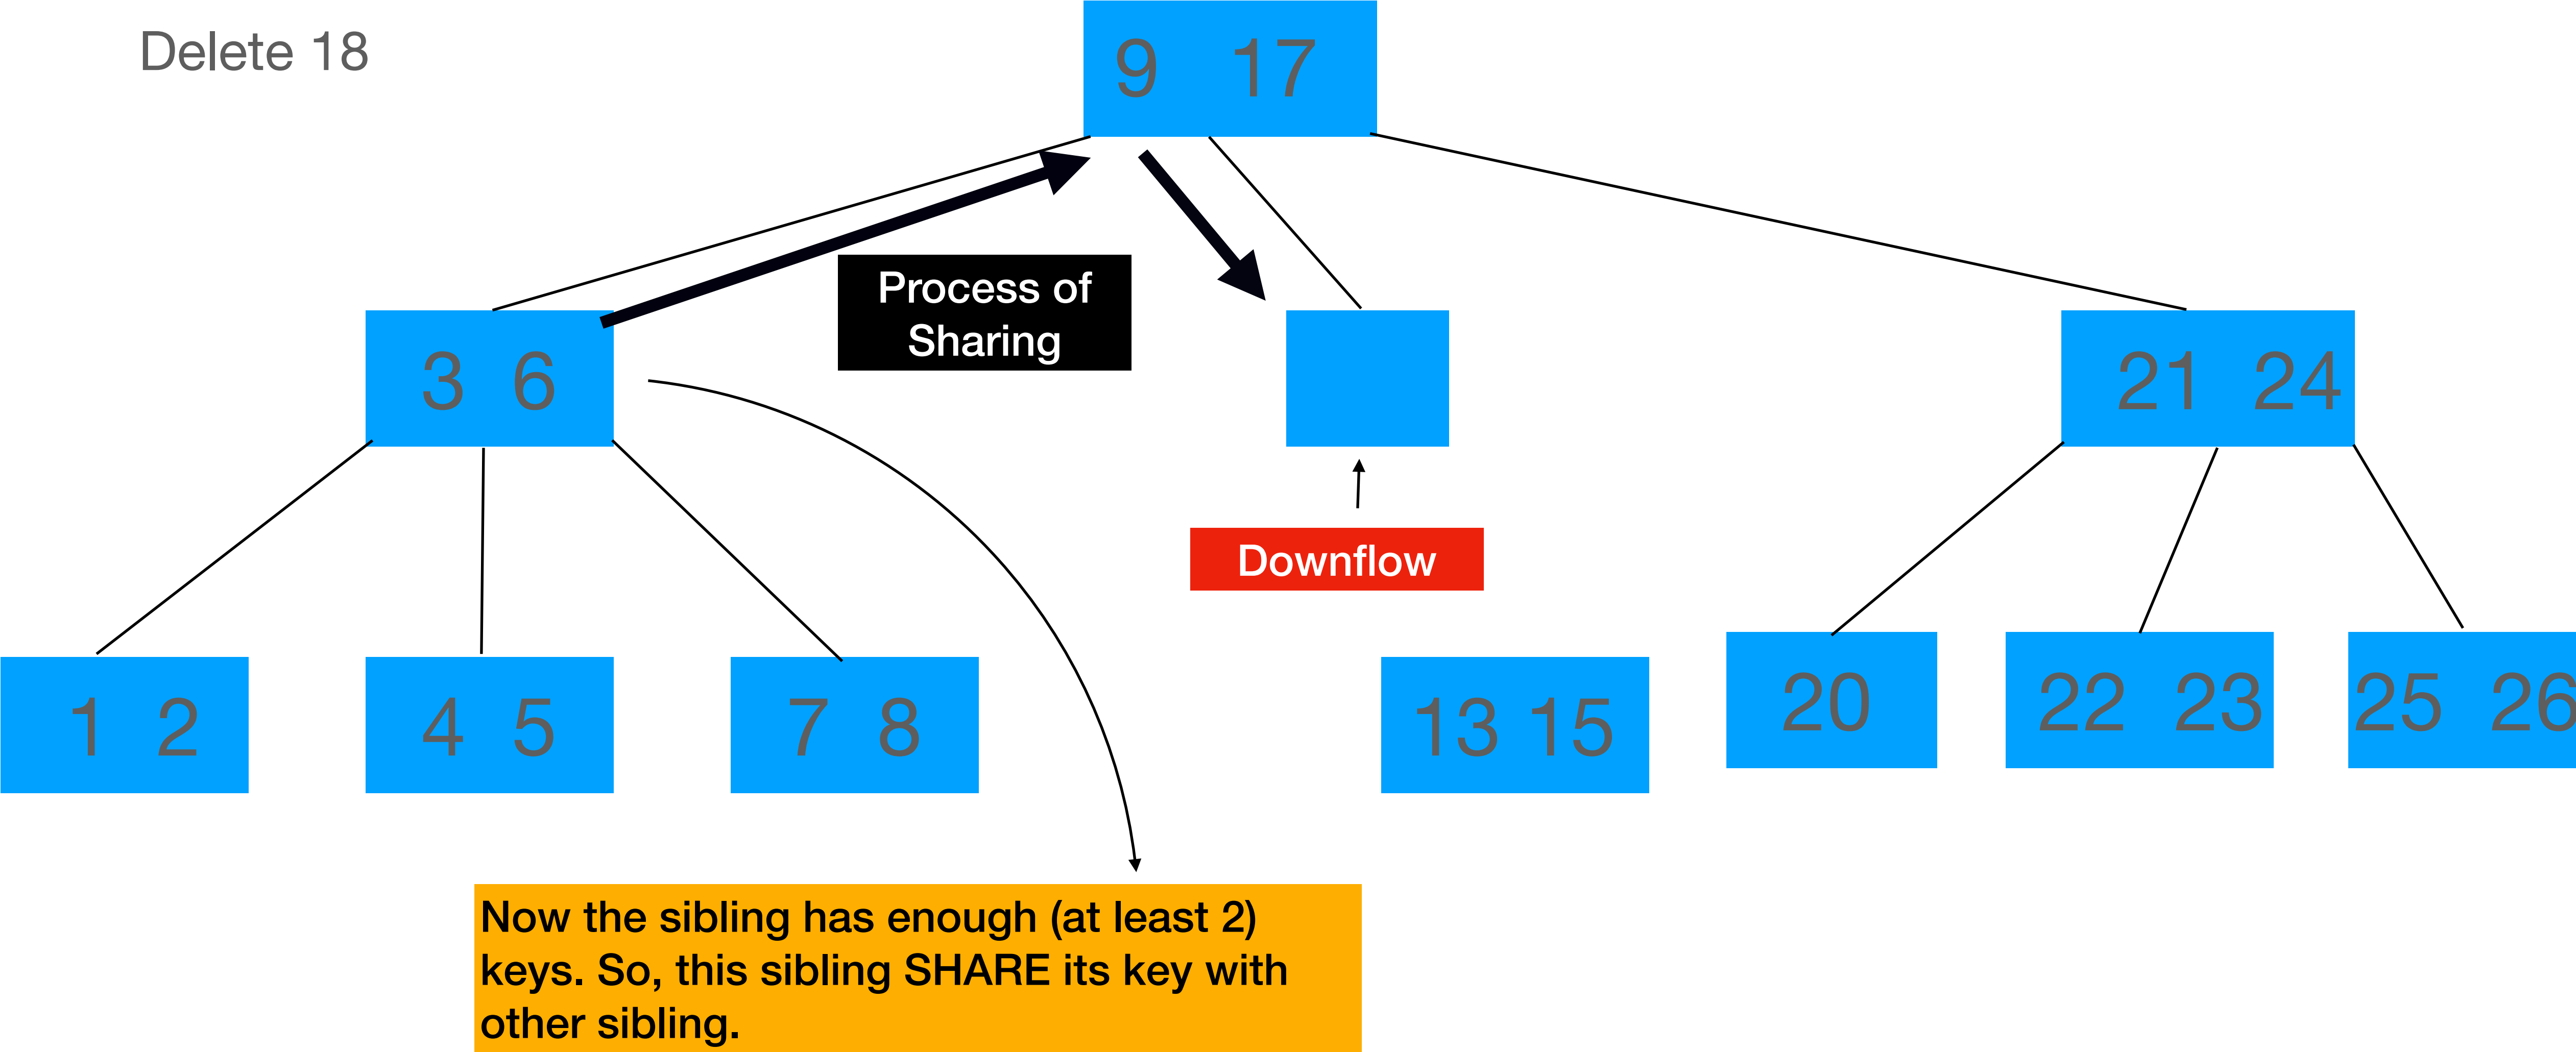 Delete 18
9 17
Process of
Sharing
3 6
21 24
Downflow
1 2
4 5
7 8
13 15
20
22 23
25 26
Now the sibling has enough (at least 2)
keys. So, this sibling SHARE its key with
other sibling.